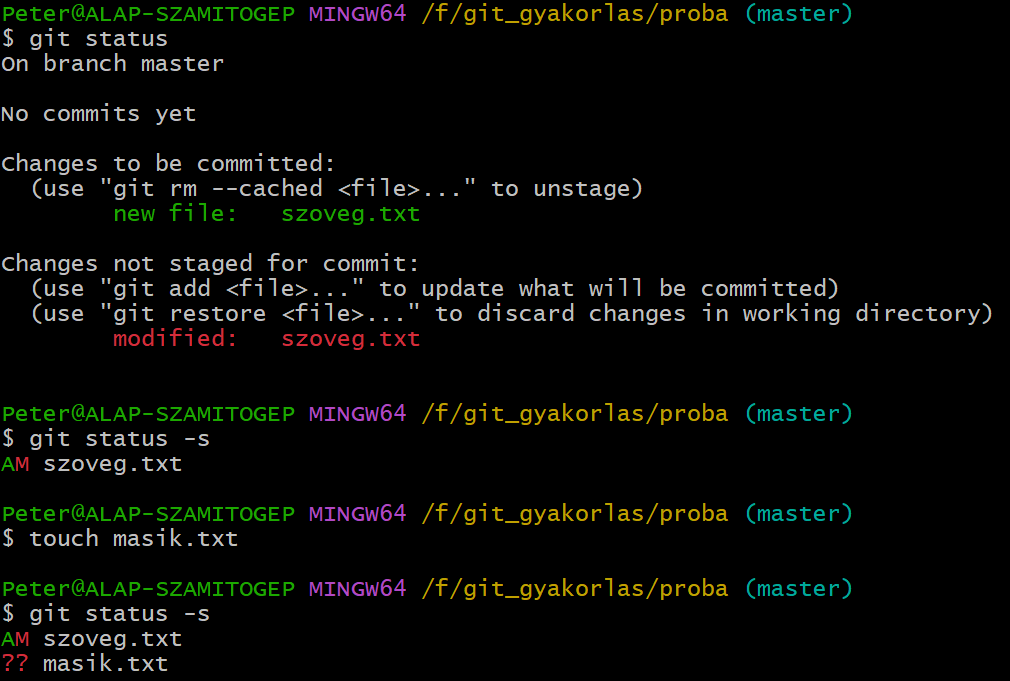 Peter@ALAP-SZAMITOGEP MINGW64 /f/git_gyakorlas/proba (master)
$ git status
On branch master
No commits yet
Changes to be committed:
  (use "git rm --cached <file>..." to unstage)
        new file:   szoveg.txt
Changes not staged for commit:
  (use "git add <file>..." to update what will be committed)
  (use "git restore <file>..." to discard changes in working directory)
        modified:   szoveg.txt
Peter@ALAP-SZAMITOGEP MINGW64 /f/git_gyakorlas/proba (master)
$ git status -s
AM szoveg.txt
Peter@ALAP-SZAMITOGEP MINGW64 /f/git_gyakorlas/proba (master)
$ touch masik.txt
Peter@ALAP-SZAMITOGEP MINGW64 /f/git_gyakorlas/proba (master)
$ git status -s
AM szoveg.txt
?? masik.txt